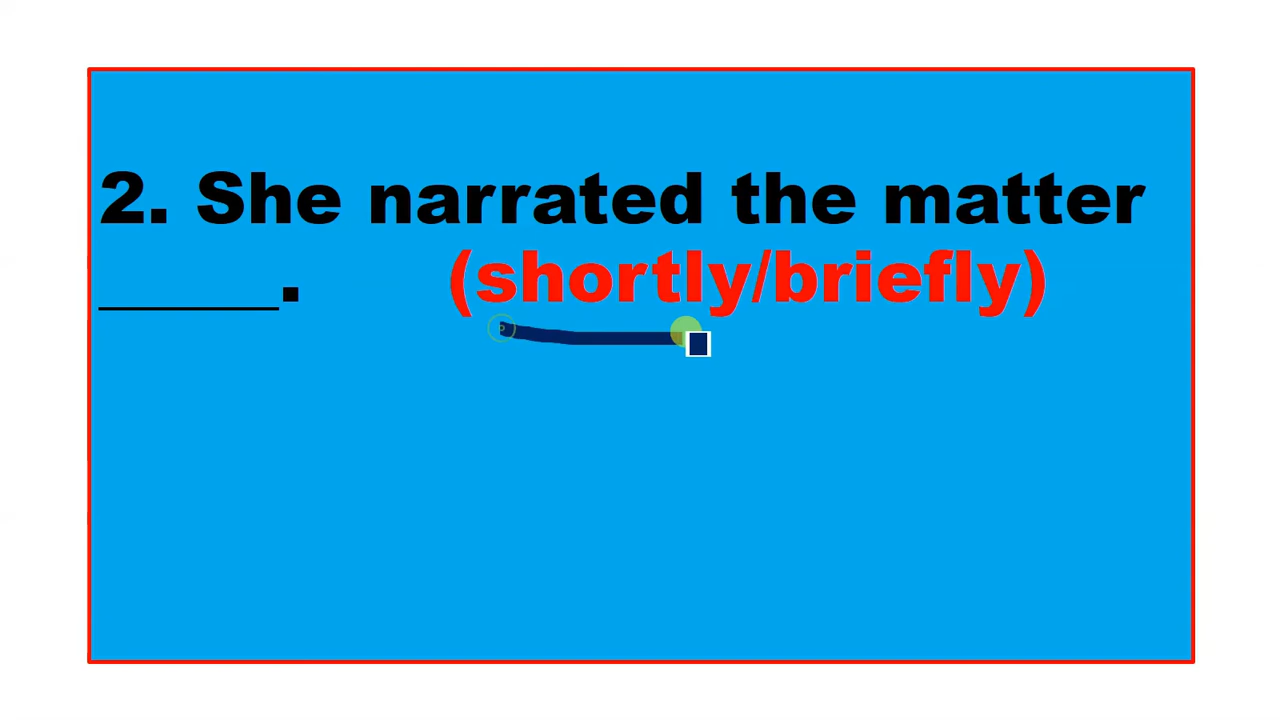 2. She narrated the matter
______. (shortly/briefly)